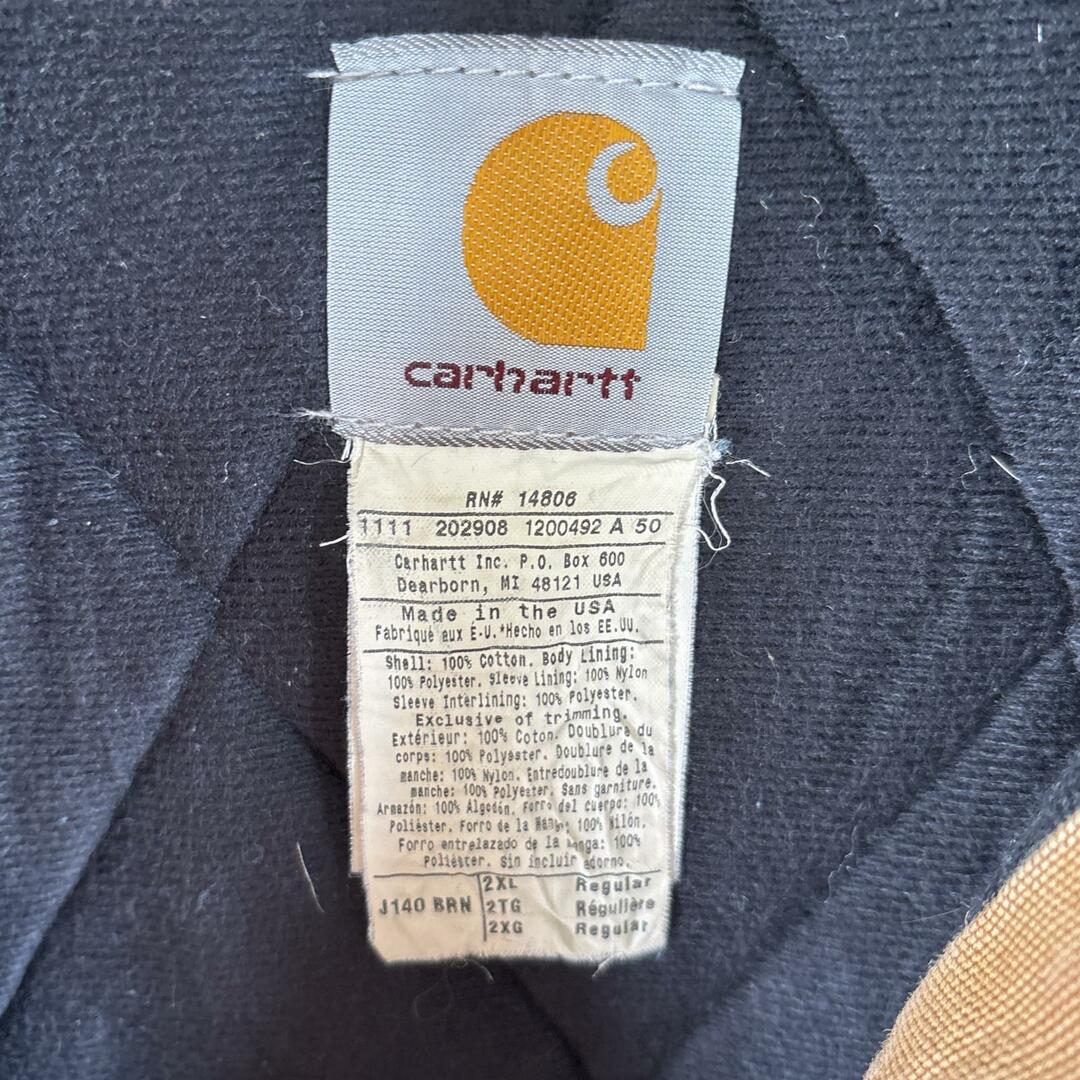 carhartt
RN# 14806
1111 202908 1200492 A 50
Carhartt Inc. P.O. Box 600
Dearborn, MI 48121 USA
Made in the USA
Fabriqué aux E-U.*Hecho en los EE.UU.
Shell: 100% Cotton. Body Lining:
100% Polyester. Sleeve Lining: 100% Nylon
Sleeve Interlining: 100% Polyester.
Exclusive of trimming.
Extérieur: 100% Coton. Doublure du
corps: 100% Polyester. Doublure de la
manche: 100% Nylon. Entredoublure de la
manche: 100% Polyester. Sans garniture.
Armazón: 100% Algodón. Forro del cuerpo: 100%
Poliéster. Forro de la Manga: 100% Nilón.
Forro entrelazado de la manga: 100%
Poliéster. Sin incluir adorno.
J140 BRN 2XL Regular
2TG Régulière
2XG Regular